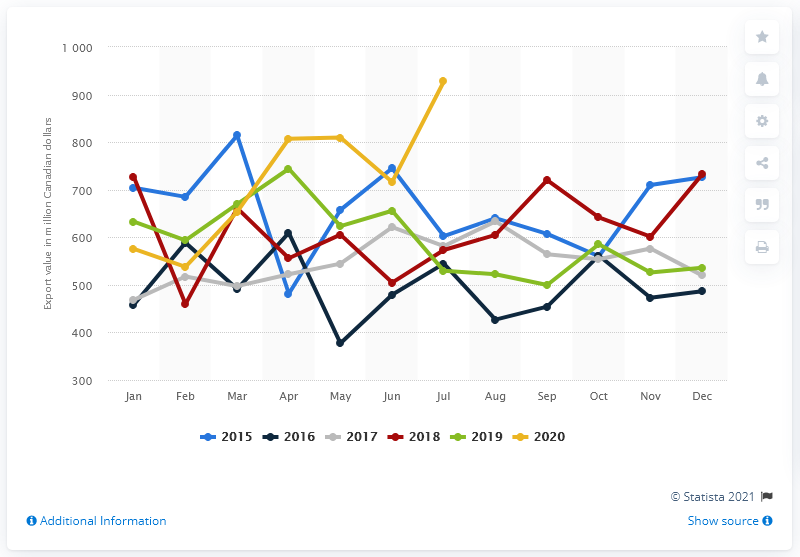 1 000
900
800
700
600
500
400
300
Export value in million Canadian dollars
Jan Feb Mar Apr May Jun Jul Aug Sep Oct Nov Dec
2015 2016 2017 2018 2019 2020
© Statista 2021
Additional Information
Show source